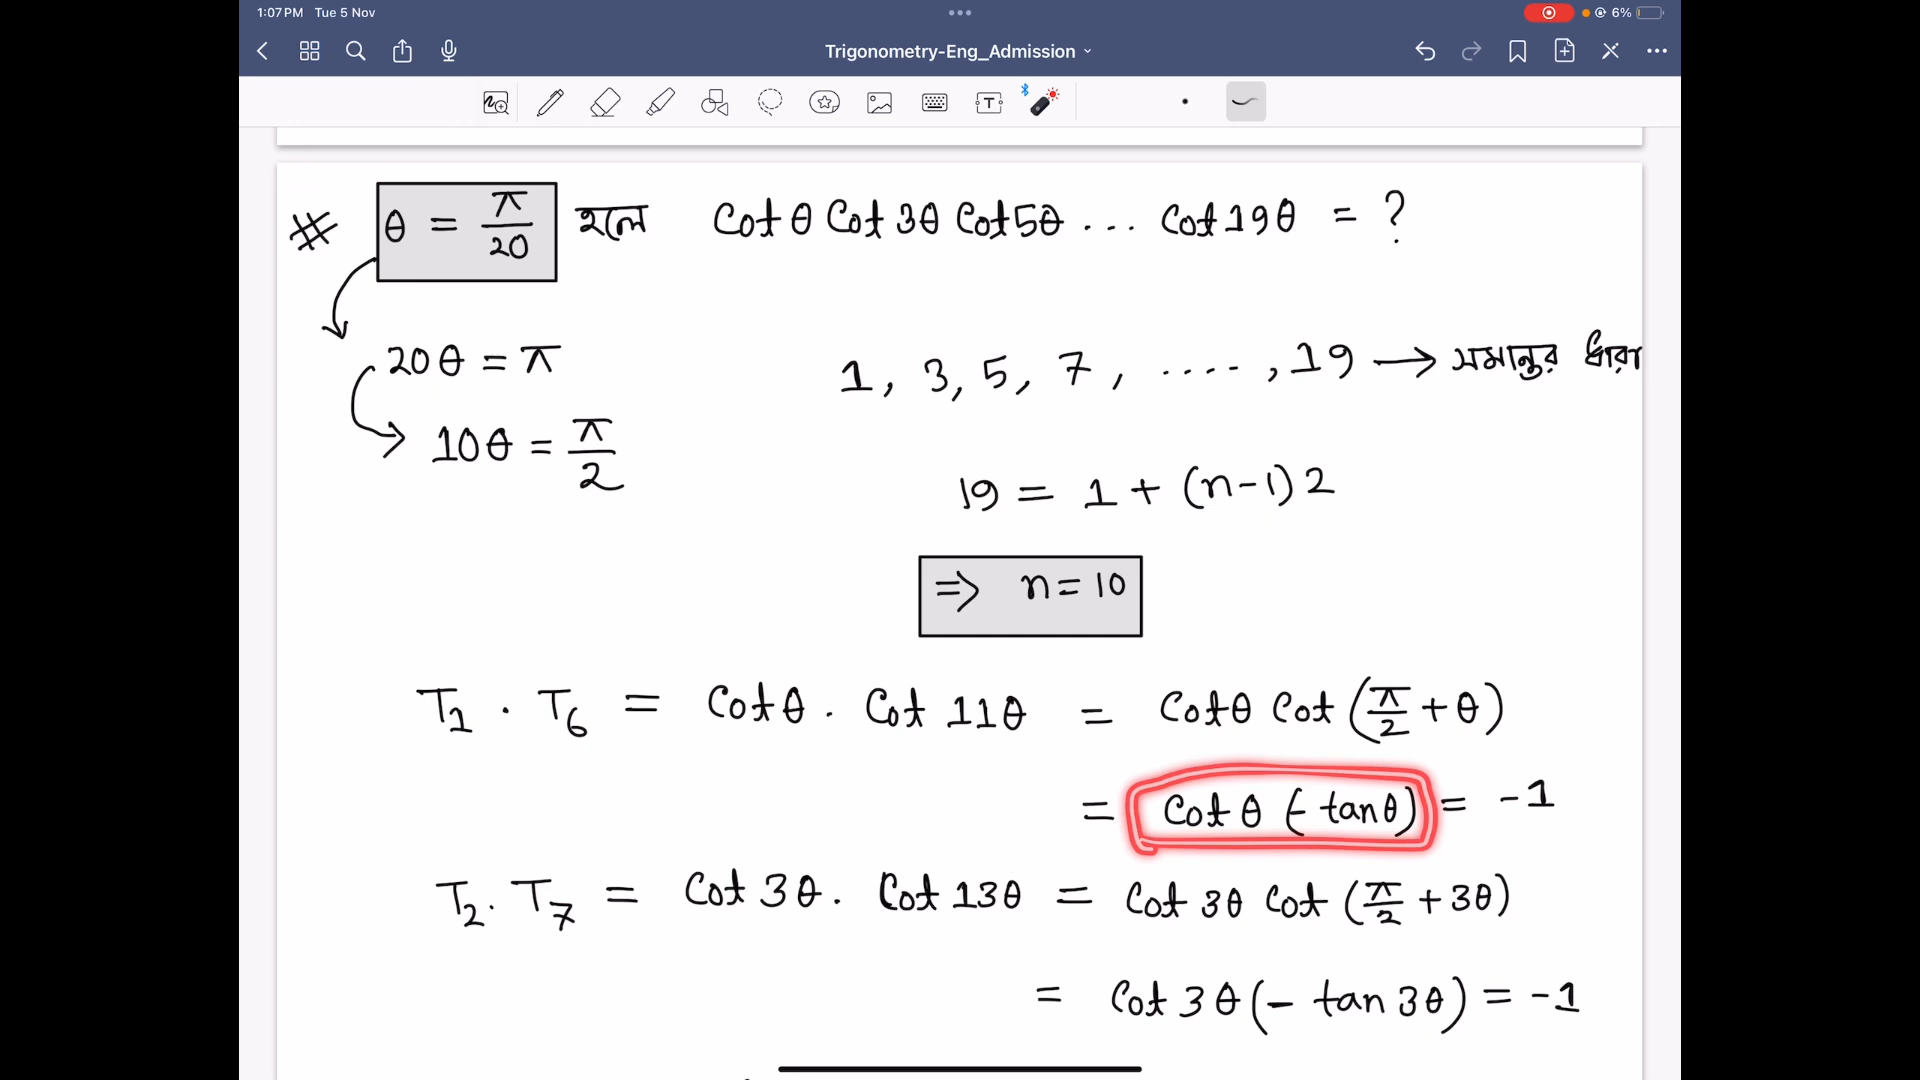 1:07 PM Tue 5 Nov
6%
Trigonometry-Eng_Admission
T
# θ = π/20 হলে Cot θ Cot 3θ Cot 5θ ... Cot 19θ = ?
20θ = π
1, 3, 5, 7, ...., 19 → সমান্তর ধারা
10θ = π/2
19 = 1 + (n-1) 2
⇒ n = 10
T₁ . T₆ = Cot θ . Cot 11θ = Cot θ Cot (π/2 + θ)
= Cot θ (- tan θ) = -1
T₂ . T₇ = Cot 3θ . Cot 13θ = Cot 3θ Cot (π/2 + 3θ)
= Cot 3θ (- tan 3θ) = -1